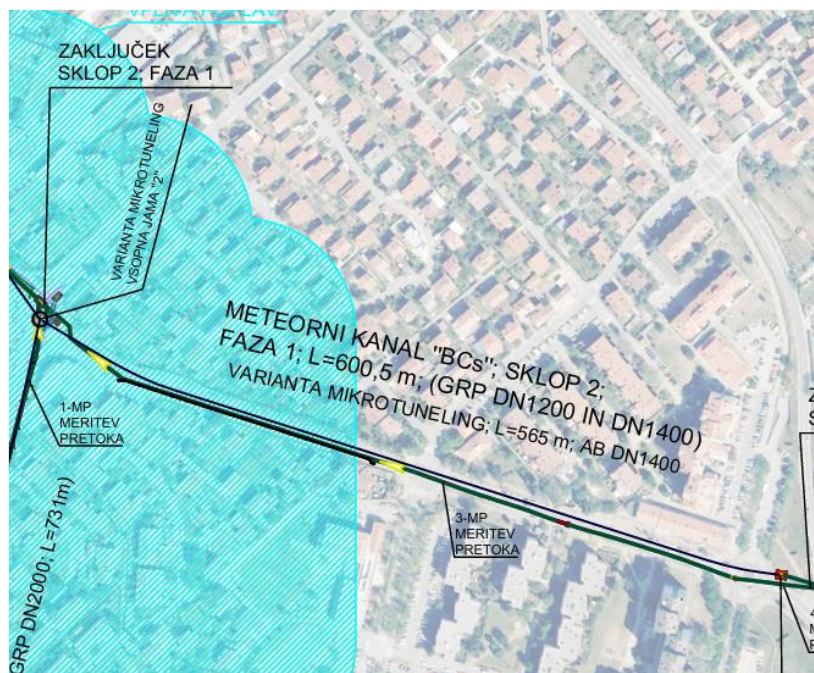 ZAKLJUČEK
SKLOP 2; FAZA 1
VARIANTA MIKROTUNELING
VSOPNA JAMA "2"
METEORNI KANAL "BCs"; SKLOP 2;
FAZA 1; L=600,5 m; (GRP DN1200 IN DN1400)
VARIANTA MIKROTUNELING; L=565 m; AB DN1400
1-MP
MERITEV
PRETOKA
3-MP
MERITEV
PRETOKA
(GRP DN2000; L=731m)